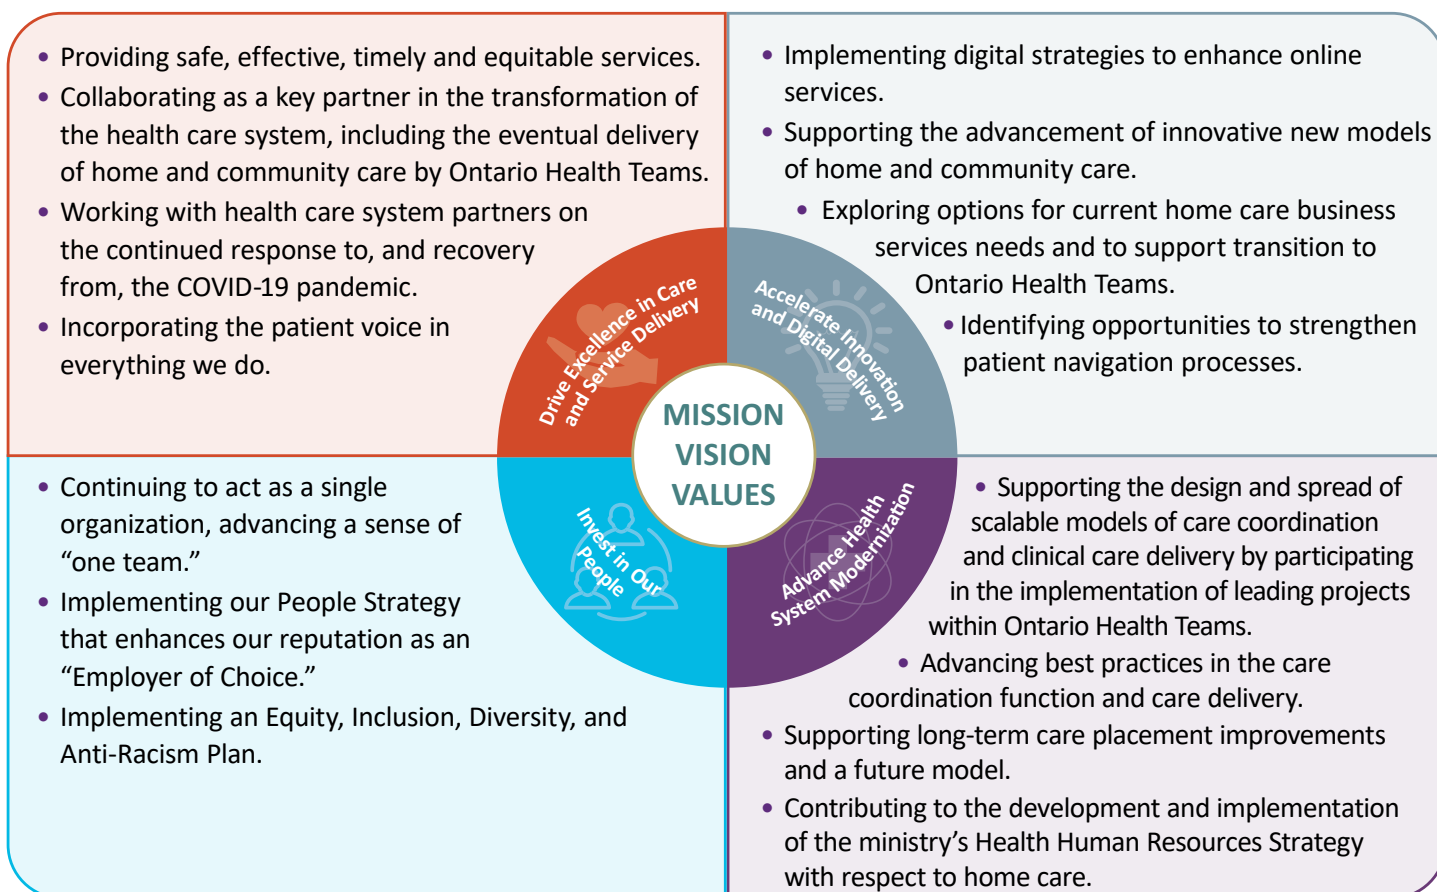 • Providing safe, effective, timely and equitable services.
• Collaborating as a key partner in the transformation of
the health care system, including the eventual delivery
of home and community care by Ontario Health Teams.
• Working with health care system partners on
the continued response to, and recovery
from, the COVID-19 pandemic.
• Incorporating the patient voice in
everything we do.
• Implementing digital strategies to enhance online
services.
• Supporting the advancement of innovative new models
of home and community care.
• Exploring options for current home care business
services needs and to support transition to
Ontario Health Teams.
• Identifying opportunities to strengthen
patient navigation processes.
Drive Excellence in Care
and Service Delivery
Accelerate Innovation
and Digital Delivery
MISSION
VISION
VALUES
Invest in Our
People
Advance Health
System Modernization
• Continuing to act as a single
organization, advancing a sense of
“one team.”
• Implementing our People Strategy
that enhances our reputation as an
“Employer of Choice.”
• Implementing an Equity, Inclusion, Diversity, and
Anti-Racism Plan.
• Supporting the design and spread of
scalable models of care coordination
and clinical care delivery by participating
in the implementation of leading projects
within Ontario Health Teams.
• Advancing best practices in the care
coordination function and care delivery.
• Supporting long-term care placement improvements
and a future model.
• Contributing to the development and implementation
of the ministry’s Health Human Resources Strategy
with respect to home care.